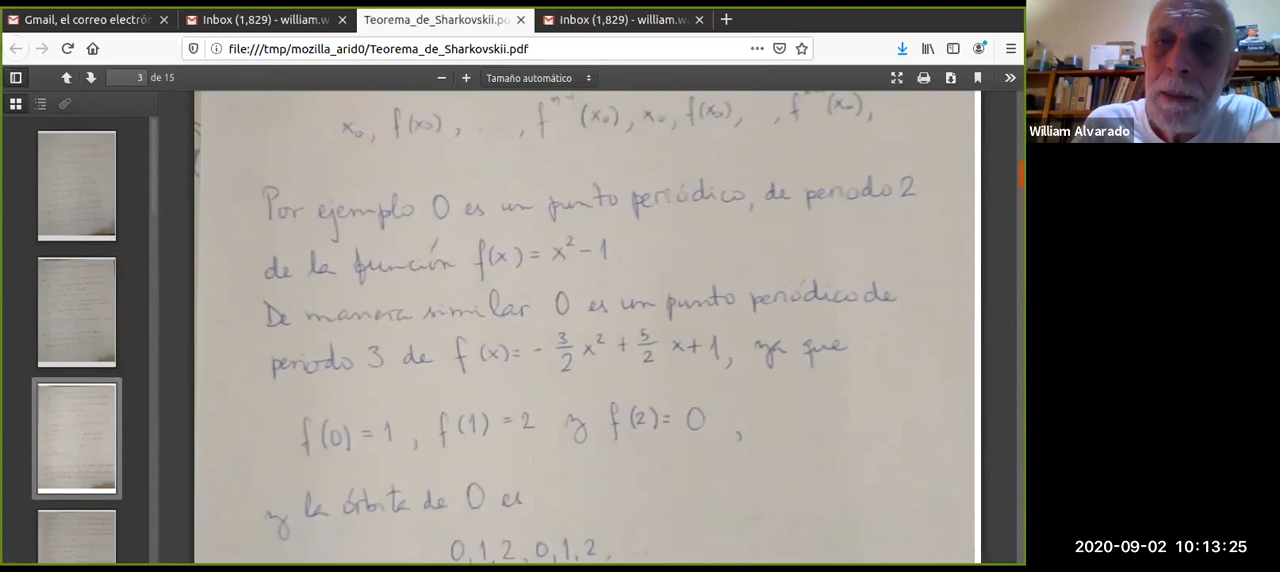 Gmail, el correo electrón
Inbox (1,829) - william.w
Teorema_de_Sharkovskii.p
Inbox (1,829) - william.w
file:///tmp/mozilla_arid0/Teorema_de_Sharkovskii.pdf
3 de 15
Tamaño automático
x₀, f(x₀), ..., fⁿ⁻¹(x₀), x₀, f(x₀), , (x₀),
Por ejemplo 0 es un punto periódico, de periodo 2
de la función f(x) = x² - 1
De manera similar 0 es un punto periódico de
periodo 3 de f(x) = - 3/2 x² + 5/2 x + 1, ya que
f(0) = 1, f(1) = 2 y f(2) = 0,
y la órbita de 0 es
0, 1, 2, 0, 1, 2, ...
William Alvarado
2020-09-02 10:13:25